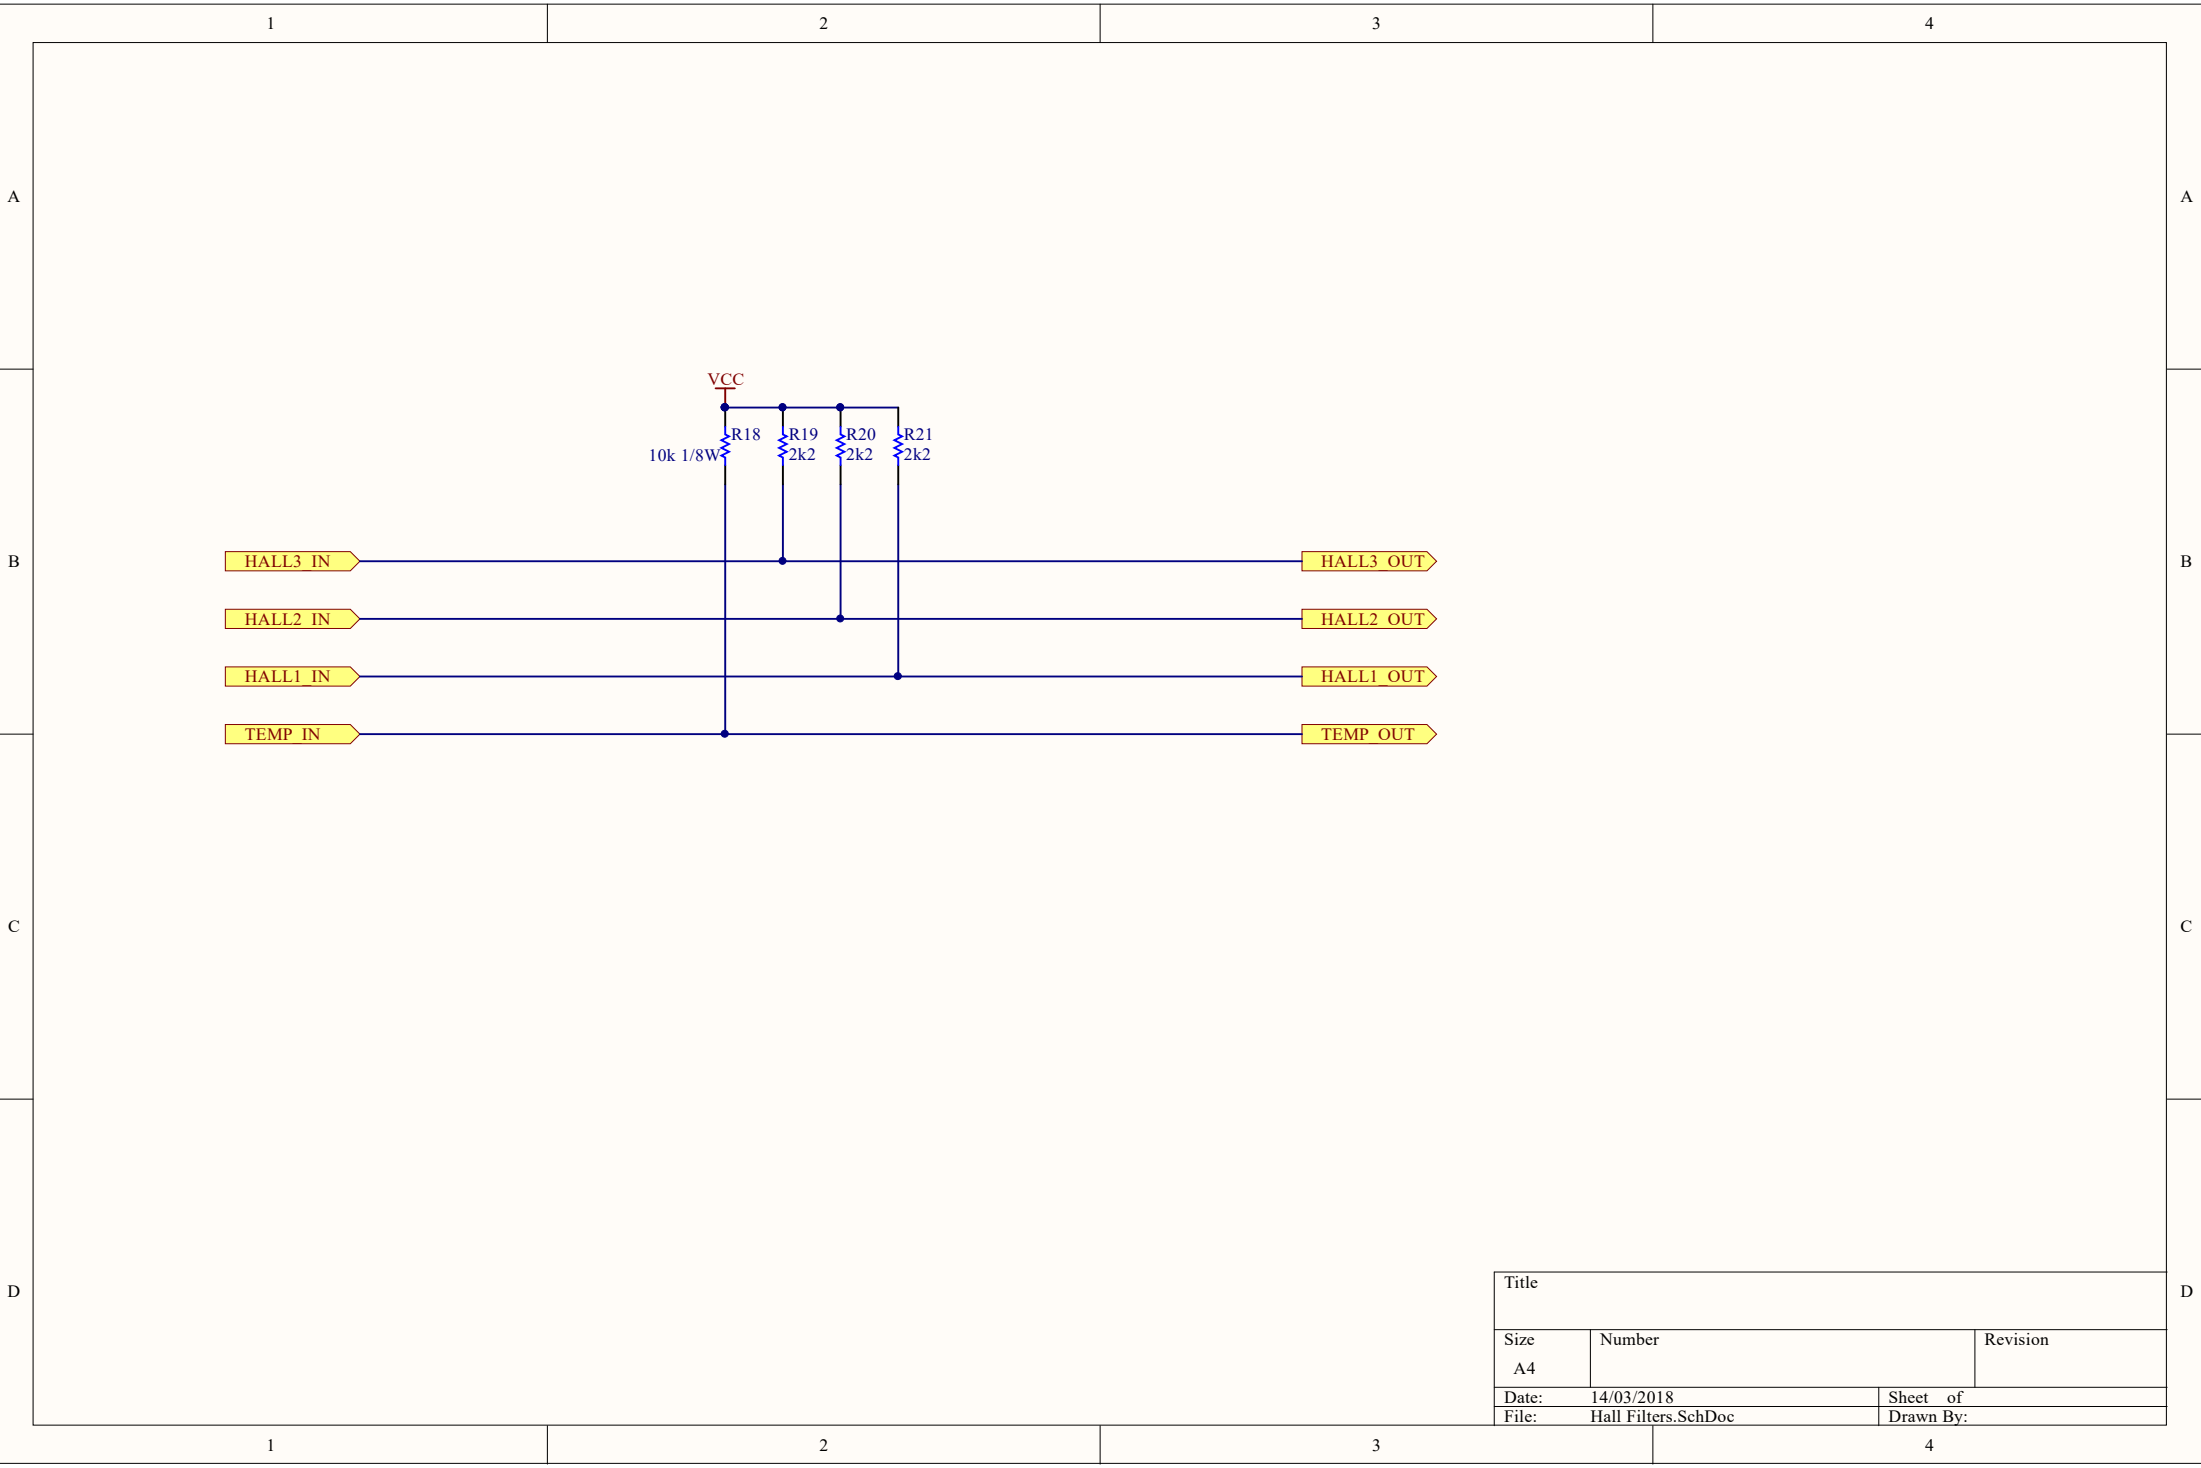 1 2 3 4
A A
VCC
R18 R19 R20 R21
10k 1/8W 2k2 2k2 2k2
B HALL3_IN HALL3_OUT B
HALL2_IN HALL2_OUT
HALL1_IN HALL1_OUT
TEMP_IN TEMP_OUT
C C
Title
D D
Size Number Revision
A4
Date: 14/03/2018 Sheet of
File: Hall Filters.SchDoc Drawn By:
1 2 3 4